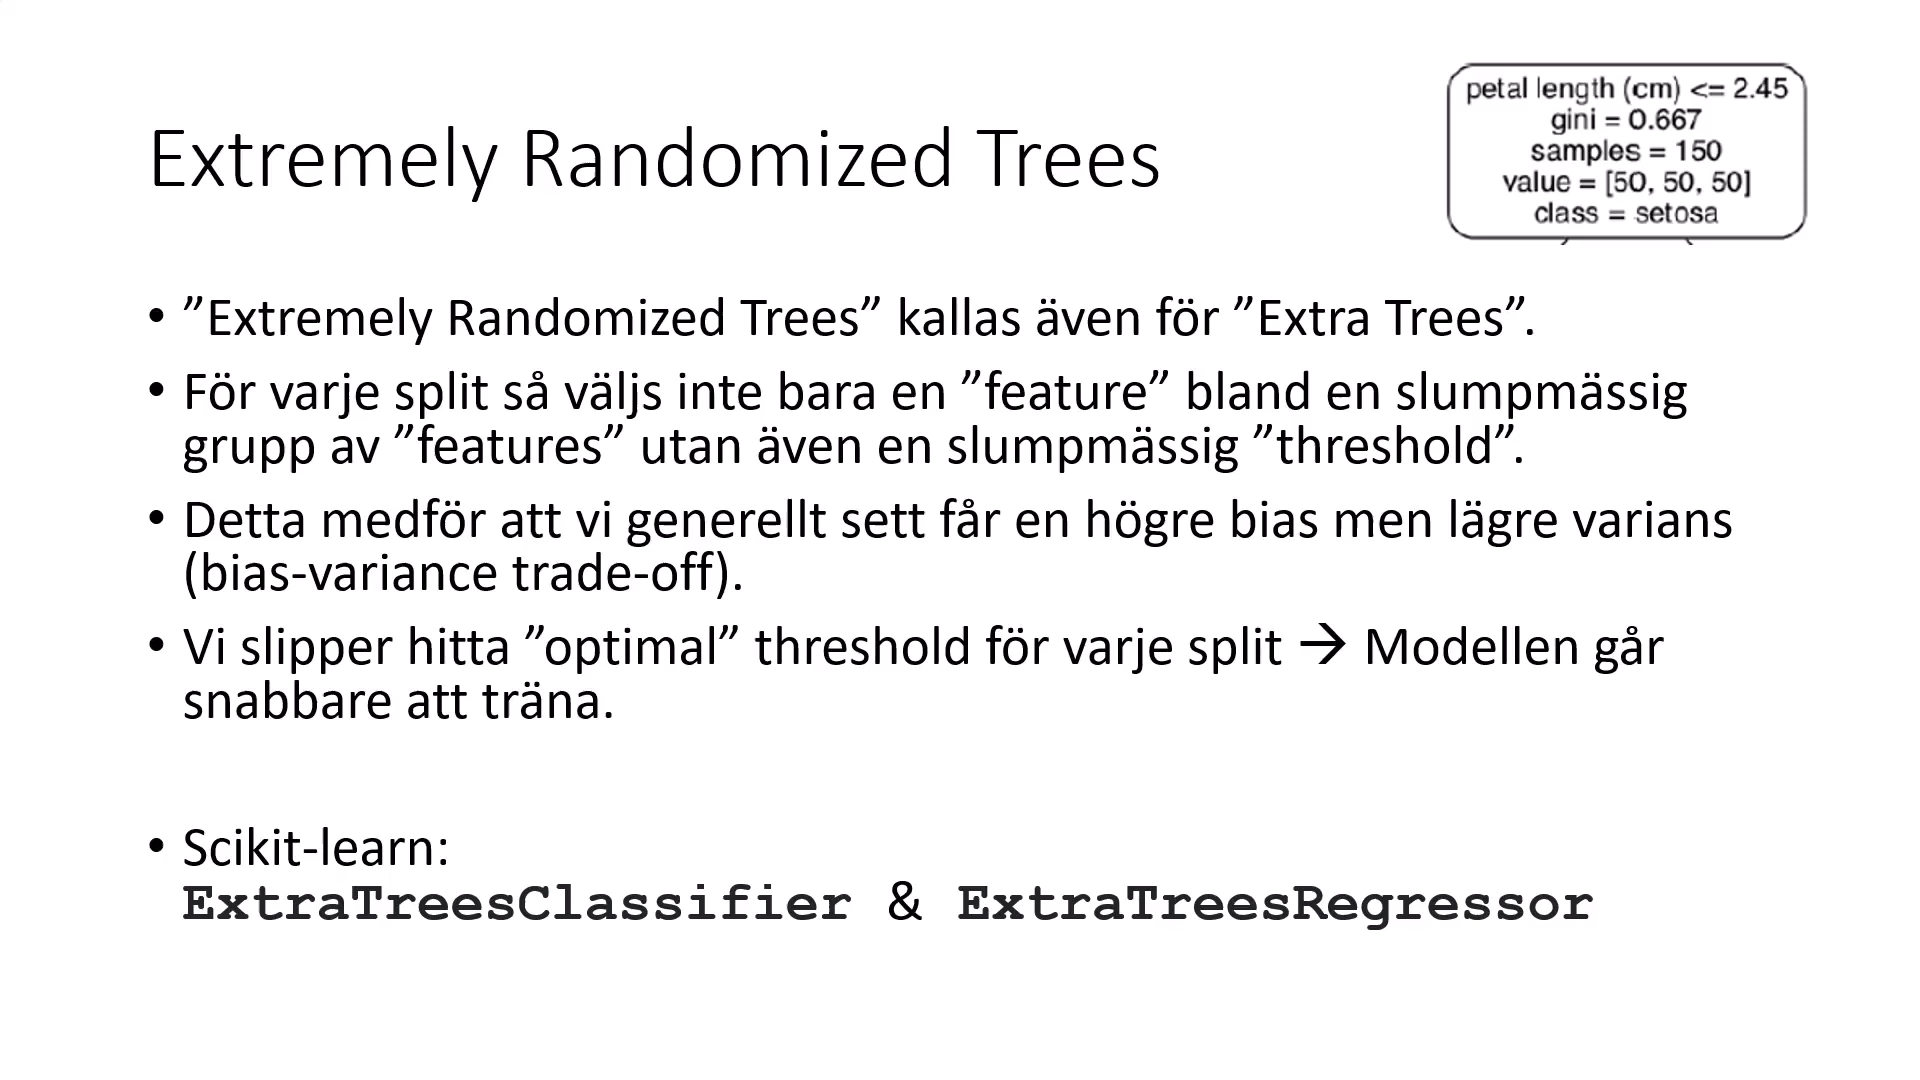 Extremely Randomized Trees
petal length (cm) <= 2.45
gini = 0.667
samples = 150
value = [50, 50, 50]
class = setosa
• ”Extremely Randomized Trees” kallas även för ”Extra Trees”.
• För varje split så väljs inte bara en ”feature” bland en slumpmässig
grupp av ”features” utan även en slumpmässig ”threshold”.
• Detta medför att vi generellt sett får en högre bias men lägre varians
(bias-variance trade-off).
• Vi slipper hitta ”optimal” threshold för varje split → Modellen går
snabbare att träna.
• Scikit-learn:
ExtraTreesClassifier & ExtraTreesRegressor